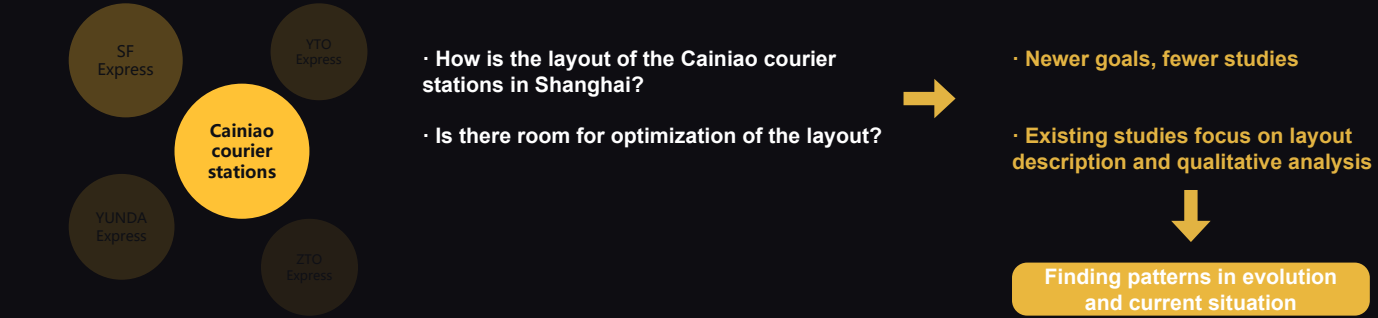 SF
Express
YTO
Express
Cainiao
courier
stations
YUNDA
Express
ZTO
Express
· How is the layout of the Cainiao courier
stations in Shanghai?
· Is there room for optimization of the layout?
· Newer goals, fewer studies
· Existing studies focus on layout
description and qualitative analysis
Finding patterns in evolution
and current situation